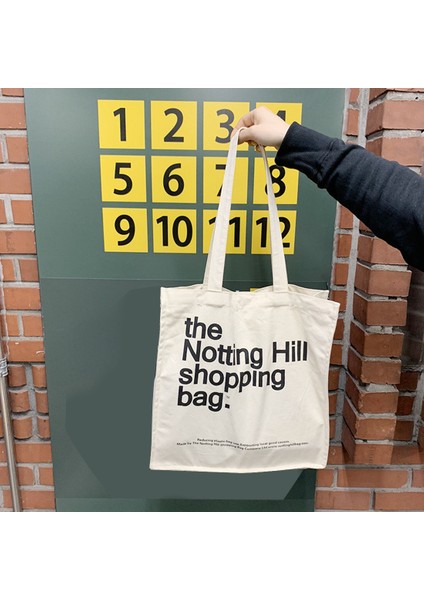 1 2 3 4
5 6 7 8
9 10 11 12
the
Notting Hill
shopping
bag.